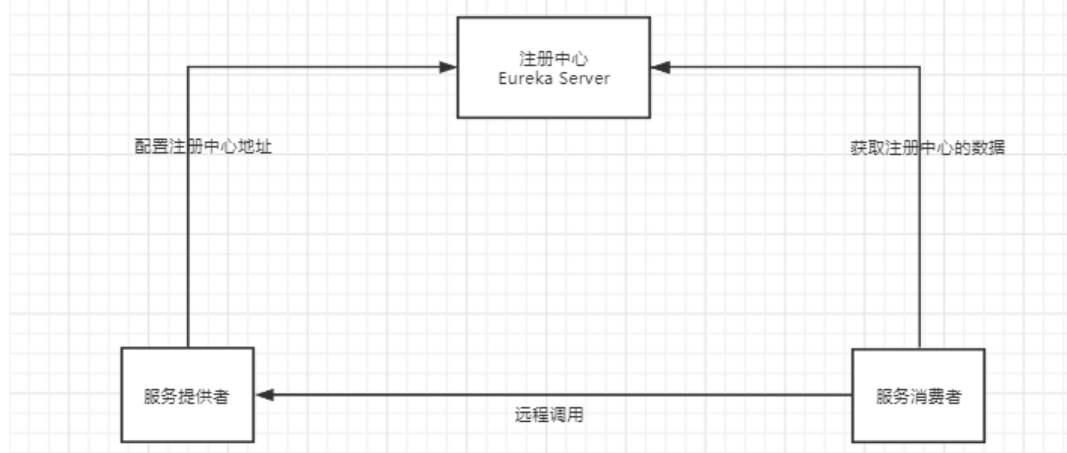 注册中心
Eureka Server
配置注册中心地址
获取注册中心的数据
服务提供者
服务消费者
远程调用